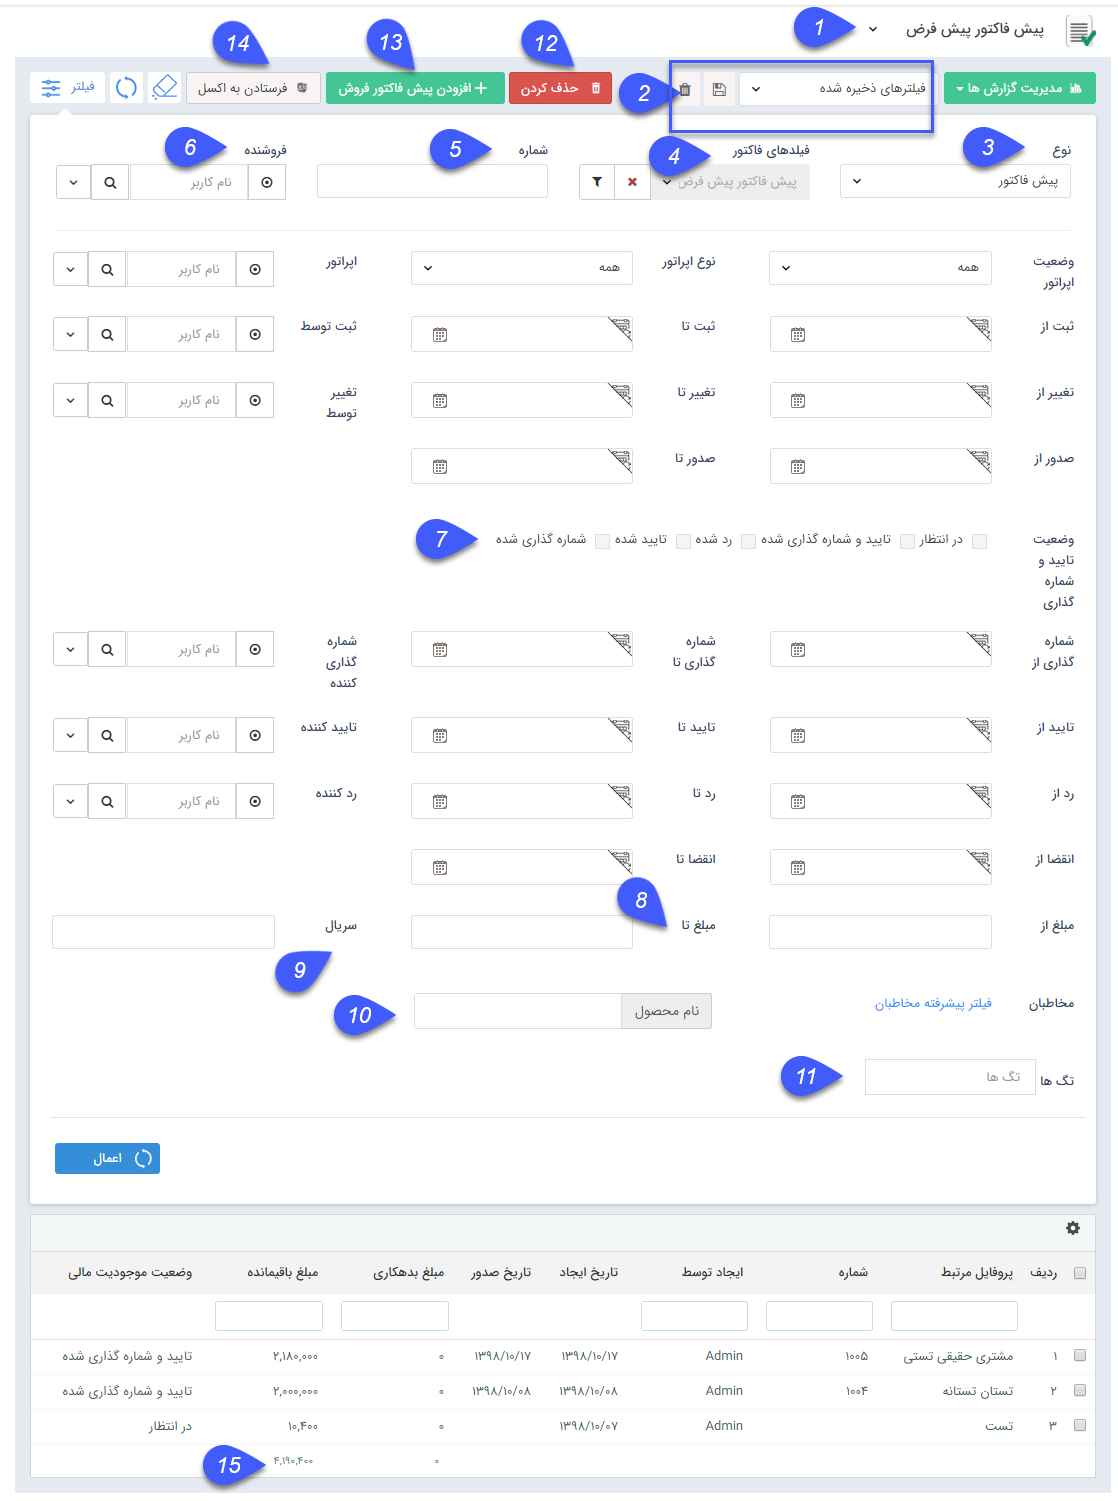 پیش فاکتور پیش فرض 1
مدیریت گزارش ها فیلترهای ذخیره شده 2 حذف کردن 12 افزودن پیش فاکتور فروش 13 فرستادن به اکسل 14 فیلتر
نوع 3 فیلدهای فاکتور 4 شماره 5 فروشنده 6
پیش فاکتور پیش فاکتور پیش فرض نام کاربر
وضعیت اپراتور همه نوع اپراتور همه اپراتور نام کاربر
ثبت از ثبت تا ثبت توسط نام کاربر
تغییر از تغییر تا تغییر توسط نام کاربر
صدور از صدور تا
وضعیت تایید و شماره گذاری در انتظار تایید و شماره گذاری شده رد شده تایید شده شماره گذاری شده 7
شماره گذاری از شماره گذاری تا شماره گذاری کننده نام کاربر
تایید از تایید تا تایید کننده نام کاربر
رد از رد تا رد کننده نام کاربر
انقضا از انقضا تا
مبلغ از مبلغ تا 8 سریال 9
مخاطبان فیلتر پیشرفته مخاطبان نام محصول 10
تگ ها تگ ها 11
اعمال
ردیف پروفایل مرتبط شماره ایجاد توسط تاریخ ایجاد تاریخ صدور مبلغ بدهکاری مبلغ باقیمانده وضعیت موجودیت مالی
۱ مشتری حقیقی تستی ۱۰۰۵ Admin ۱۳۹۸/۱۰/۱۷ ۱۳۹۸/۱۰/۱۷ ۰ ۲,۱۸۰,۰۰۰ تایید و شماره گذاری شده
۲ تستان تستانه ۱۰۰۴ Admin ۱۳۹۸/۱۰/۰۸ ۱۳۹۸/۱۰/۰۸ ۰ ۲,۰۰۰,۰۰۰ تایید و شماره گذاری شده
۳ تست Admin ۱۳۹۸/۱۰/۰۷ ۰ ۱۰,۴۰۰ در انتظار
۰ ۴,۱۹۰,۴۰۰ 15